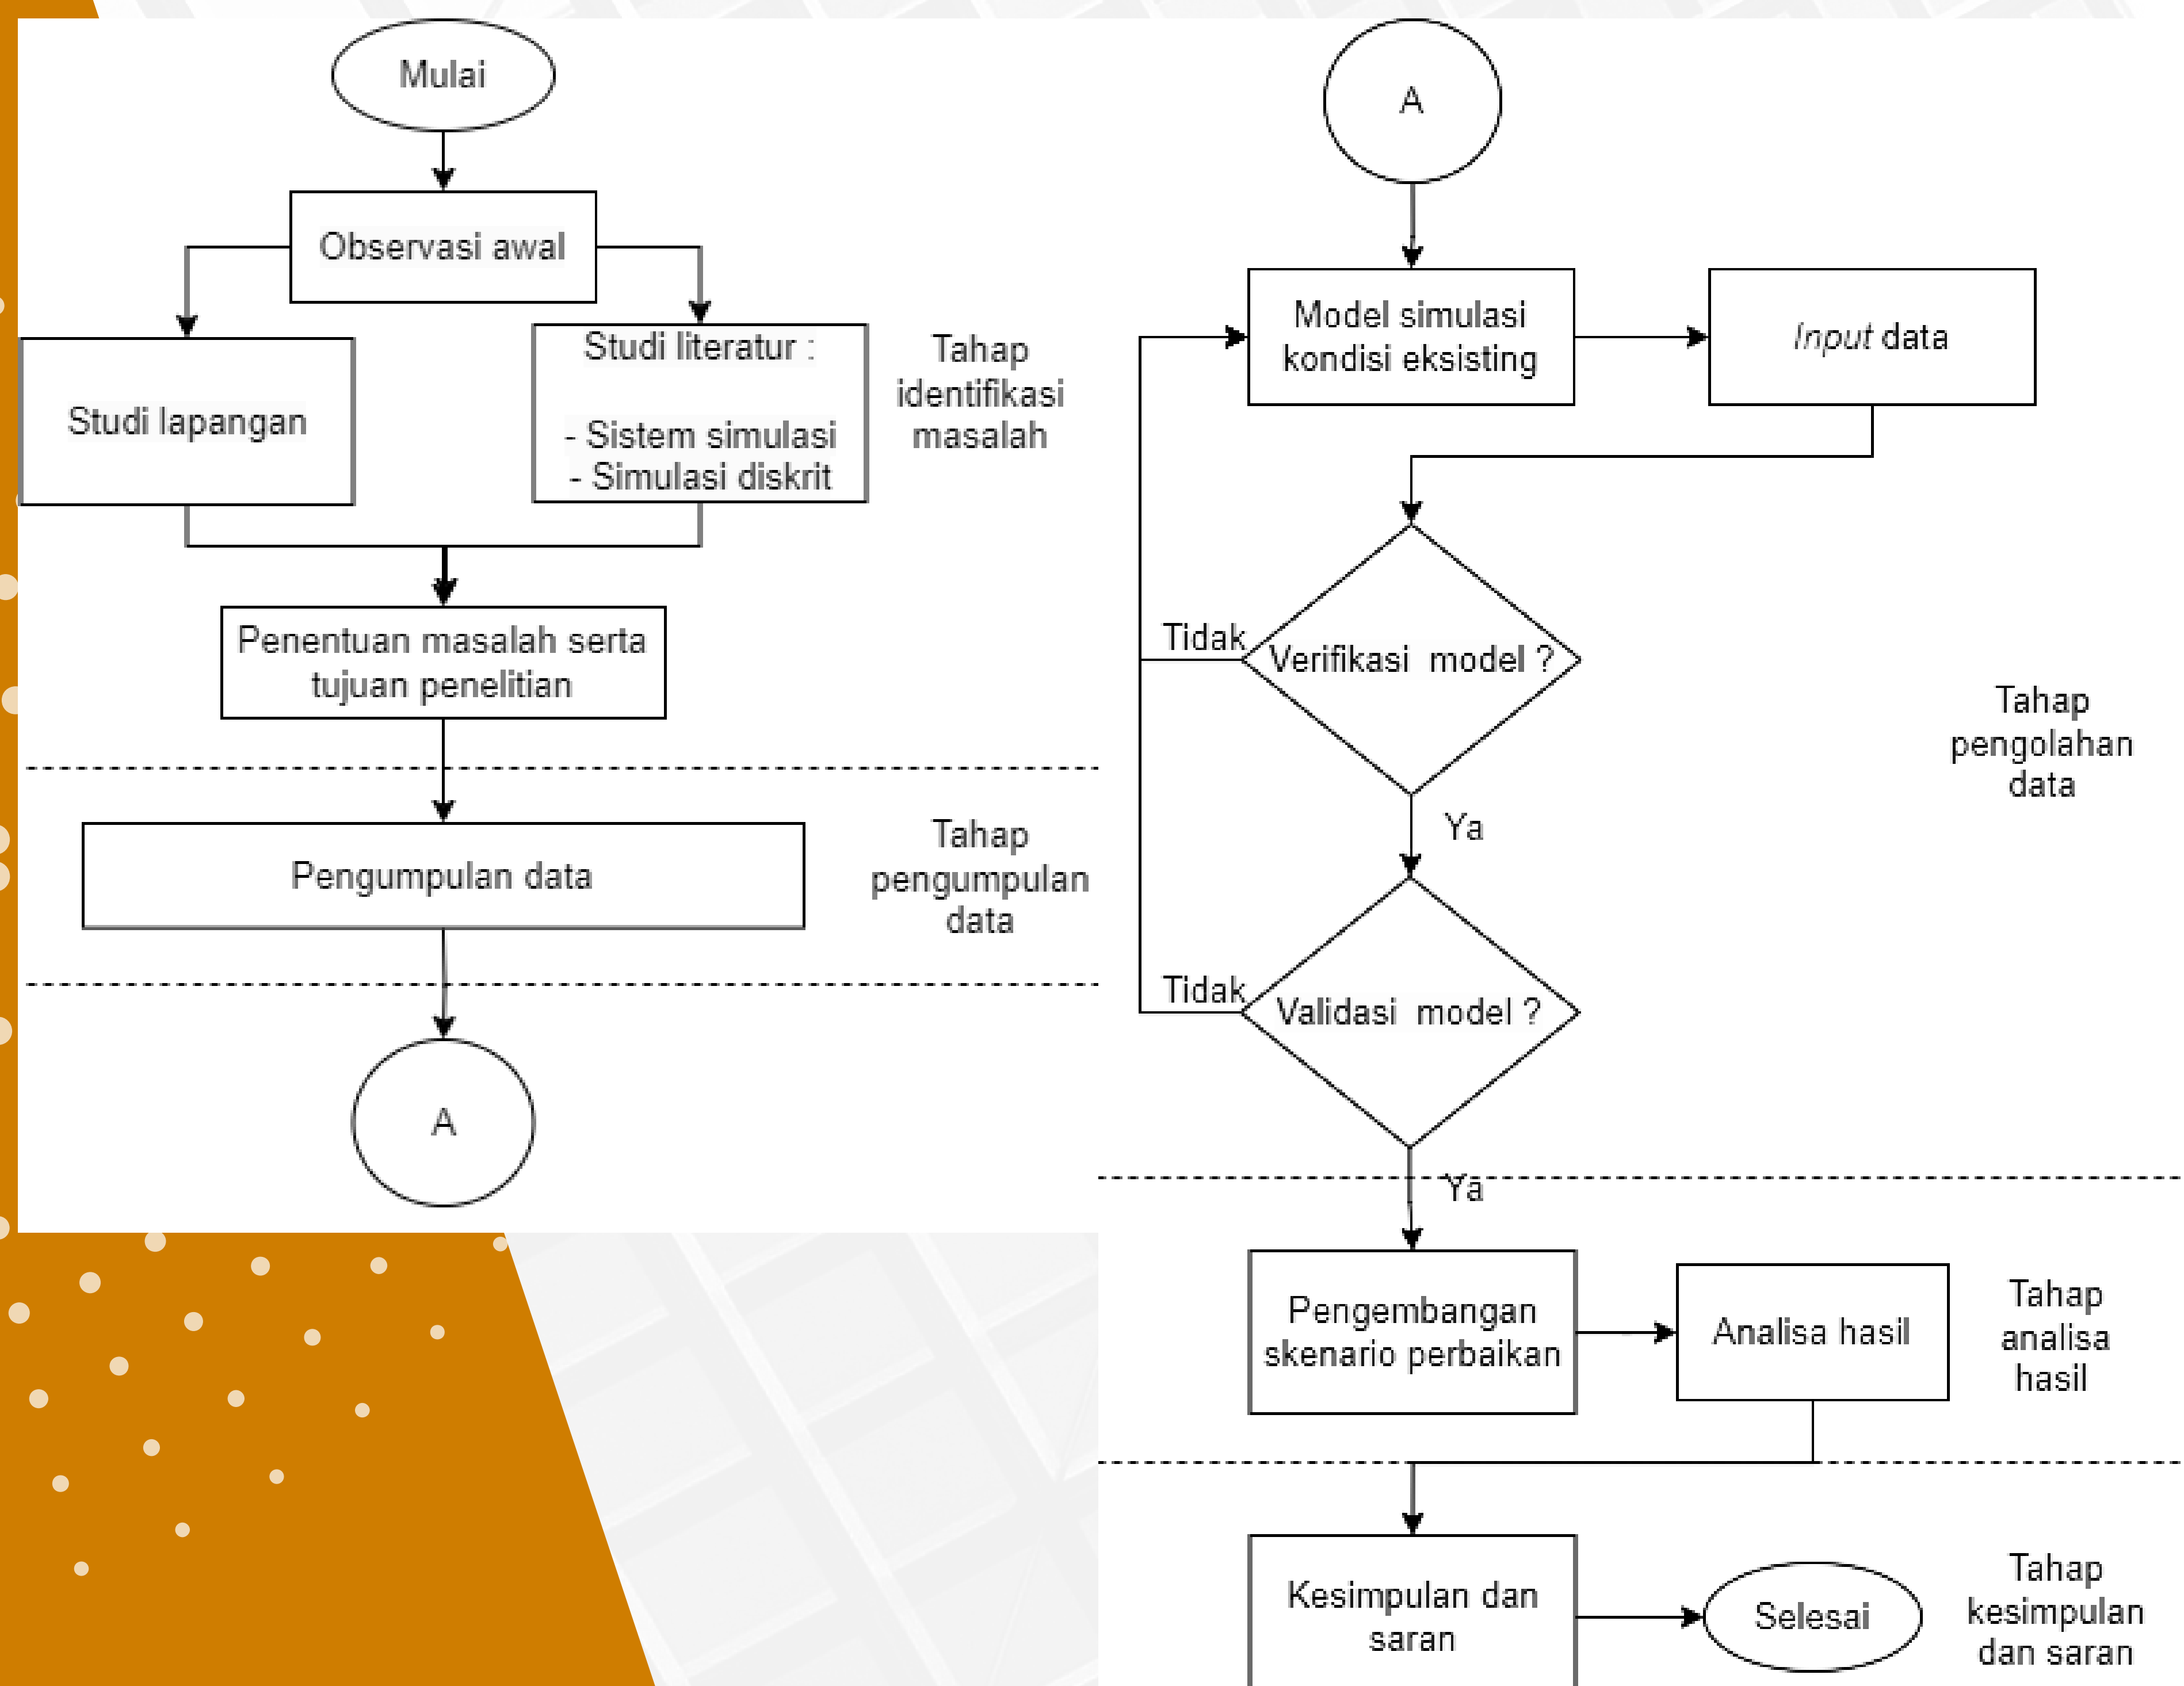 Mulai
Observasi awal
Studi lapangan
Studi literatur :
- Sistem simulasi
- Simulasi diskrit
Tahap
identifikasi
masalah
Penentuan masalah serta
tujuan penelitian
Pengumpulan data
Tahap
pengumpulan
data
A
A
Model simulasi
kondisi eksisting
Input data
Tidak
Verifikasi model ?
Ya
Tahap
pengolahan
data
Tidak
Validasi model ?
Ya
Pengembangan
skenario perbaikan
Analisa hasil
Tahap
analisa
hasil
Kesimpulan dan
saran
Selesai
Tahap
kesimpulan
dan saran